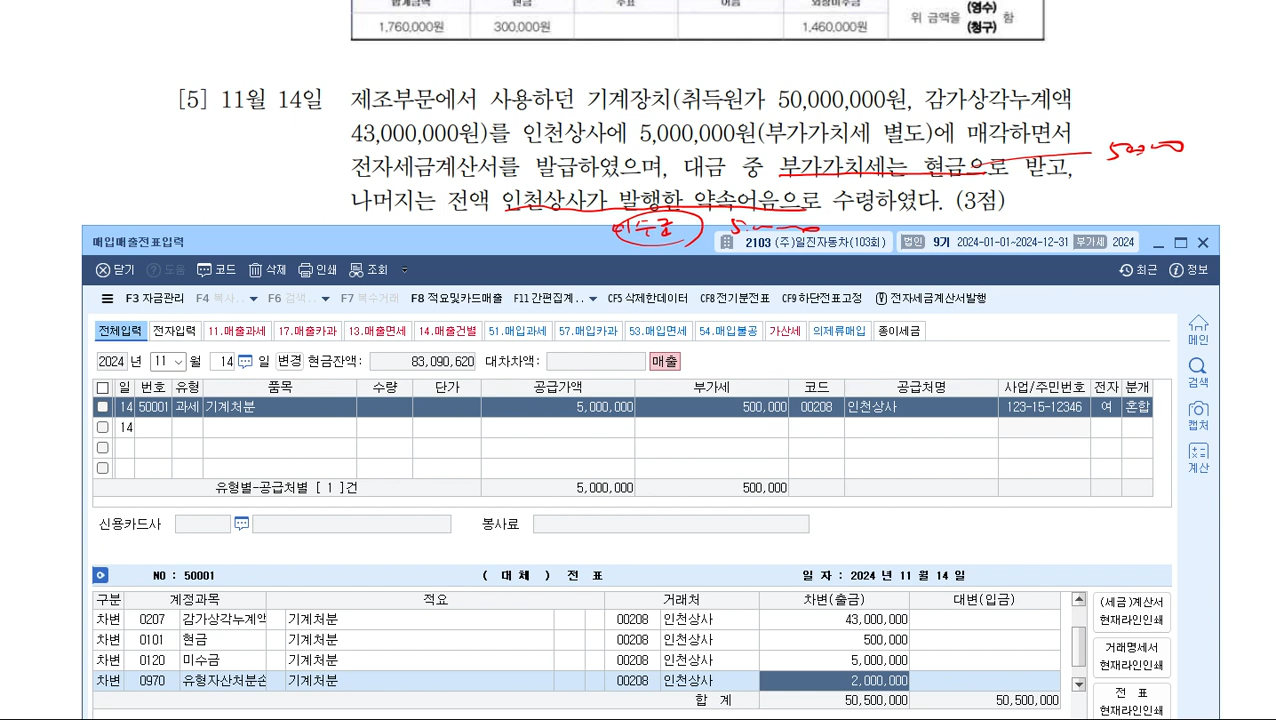 합계금액 현금 수표 어음 외상미수금 위 금액을 (영수) 함
1,760,000원 300,000원 1,460,000원 (청구)
[5] 11월 14일 제조부문에서 사용하던 기계장치(취득원가 50,000,000원, 감가상각누계액
43,000,000원)를 인천상사에 5,000,000원(부가가치세 별도)에 매각하면서
전자세금계산서를 발급하였으며, 대금 중 부가가치세는 현금으로 받고,
나머지는 전액 인천상사가 발행한 약속어음으로 수령하였다. (3점)
미수금
매입매출전표입력 2103 (주)일진자동차(103회) 법인 9기 2024-01-01~2024-12-31 부가세 2024
닫기 도움 코드 삭제 인쇄 조회 최근 정보
F3 자금관리 F4 복사.. F6 검색.. F7 복수거래 F8 적요및카드매출 F11 간편집계.. CF5 삭제한데이터 CF8 전기분전표 CF9 하단전표고정 전자세금계산서발행
전체입력 전자입력 11.매출과세 17.매출카과 13.매출면세 14.매출건별 51.매입과세 57.매입카과 53.매입면세 54.매입불공 가산세 의제류매입 종이세금
메인
2024 년 11 월 14 일 변경 현금잔액: 83,090,620 대차차액: 매출
검색
일 번호 유형 품목 수량 단가 공급가액 부가세 코드 공급처명 사업/주민번호 전자 분개
14 50001 과세 기계처분 5,000,000 500,000 00208 인천상사 123-15-12346 여 혼합
14
캡처
계산
유형별-공급처별 [ 1 ]건 5,000,000 500,000
신용카드사 봉사료
NO : 50001 ( 대체 ) 전 표 일 자 : 2024 년 11 월 14 일
구분 계정과목 적요 거래처 차변(출금) 대변(입금)
차변 0207 감가상각누계액 기계처분 00208 인천상사 43,000,000
차변 0101 현금 기계처분 00208 인천상사 500,000
차변 0120 미수금 기계처분 00208 인천상사 5,000,000
차변 0970 유형자산처분손 기계처분 00208 인천상사 2,000,000
합 계 50,500,000 50,500,000
(세금)계산서
현재라인인쇄
거래명세서
현재라인인쇄
전 표
현재라인인쇄